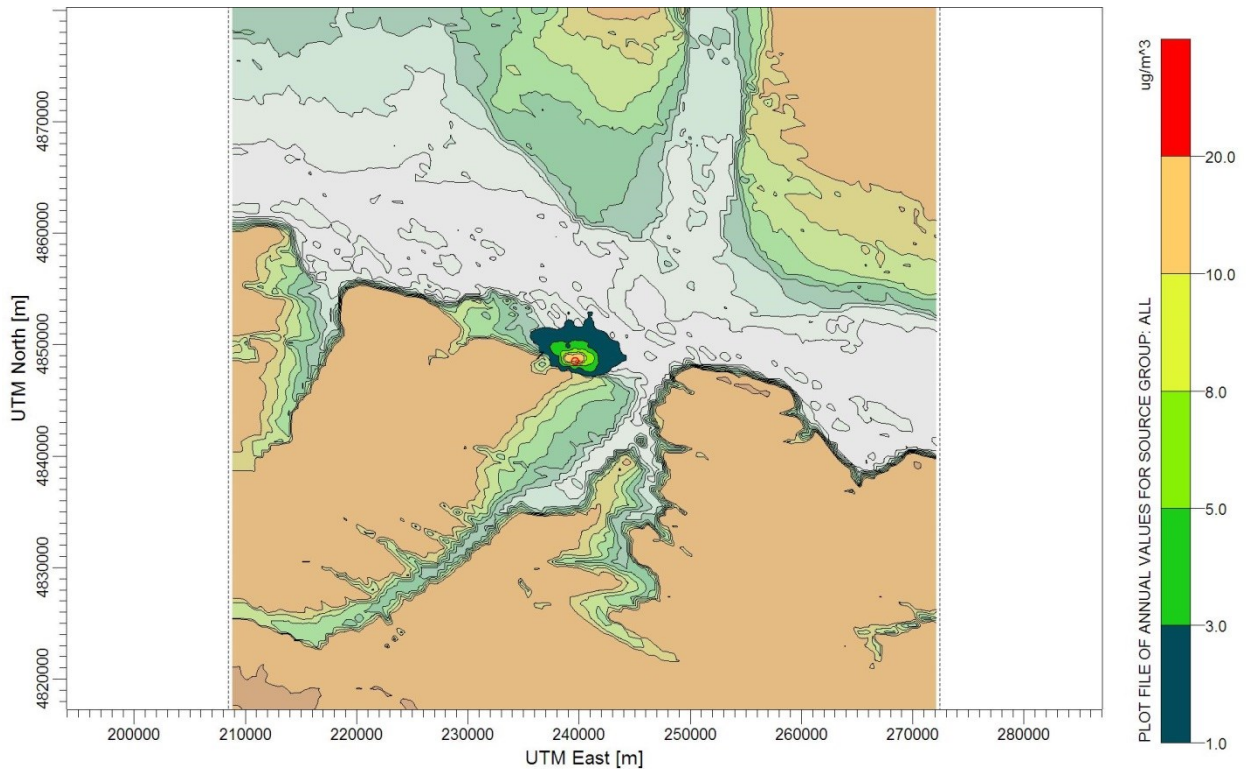 UTM North [m]
4870000
4860000
4850000
4840000
4830000
4820000
200000 210000 220000 230000 240000 250000 260000 270000 280000
UTM East [m]
PLOT FILE OF ANNUAL VALUES FOR SOURCE GROUP: ALL
ug/m^3
20.0
10.0
8.0
5.0
3.0
1.0